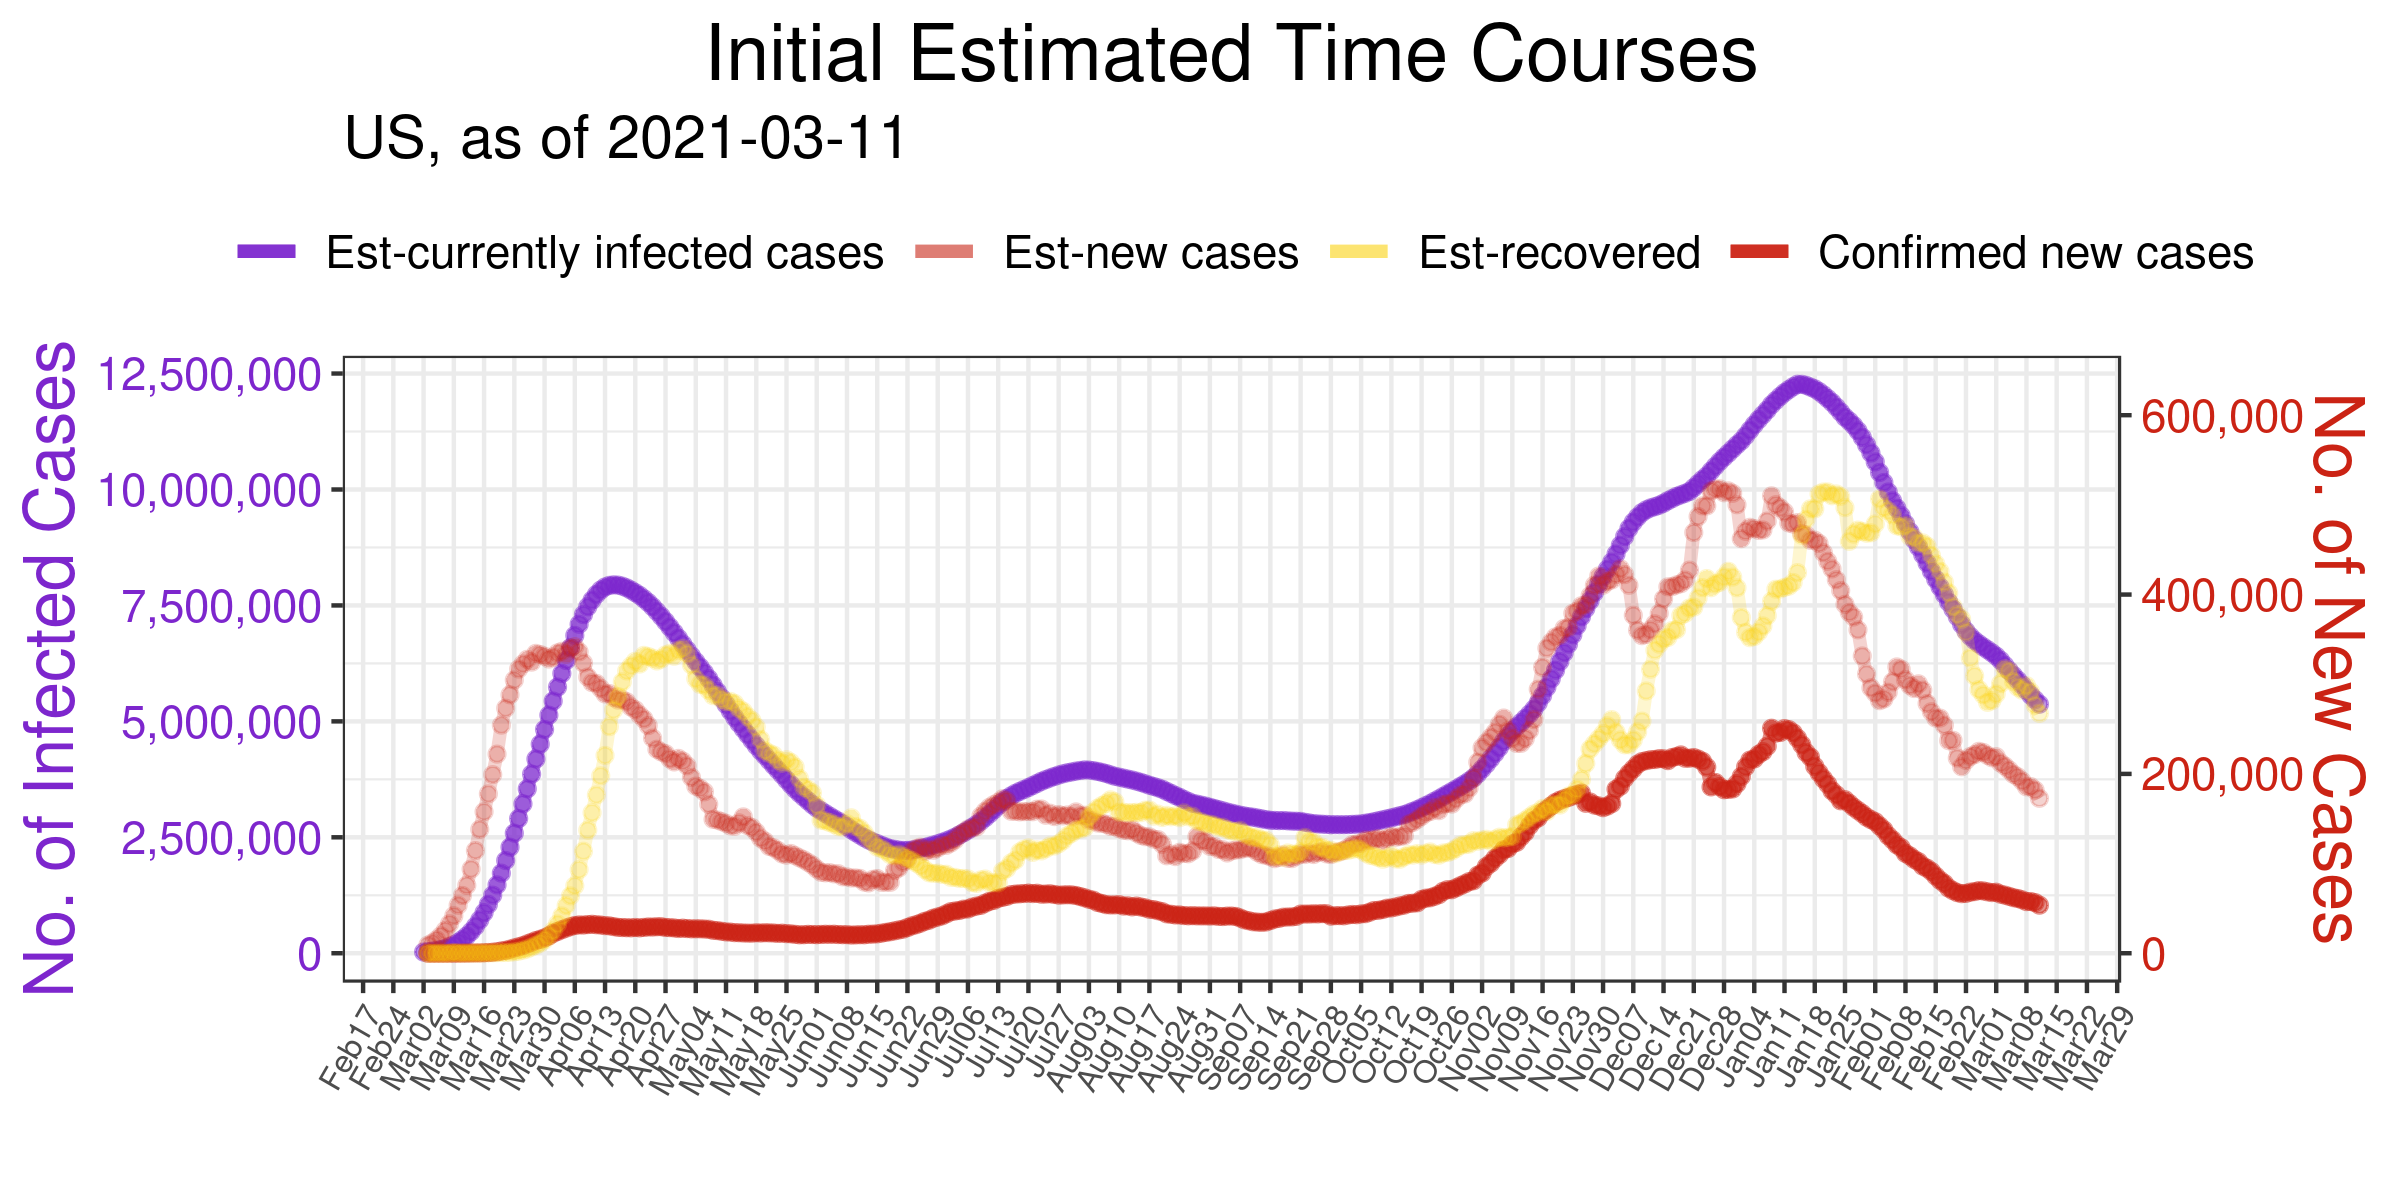 Initial Estimated Time Courses
US, as of 2021-03-11
Est-currently infected cases Est-new cases Est-recovered Confirmed new cases
No. of Infected Cases
12,500,000
10,000,000
7,500,000
5,000,000
2,500,000
0
600,000
400,000
200,000
0
No. of New Cases
Feb17 Feb24 Mar02 Mar09 Mar16 Mar23 Mar30 Apr06 Apr13 Apr20 Apr27 May04 May11 May18 May25 Jun01 Jun08 Jun15 Jun22 Jun29 Jul06 Jul13 Jul20 Jul27 Aug03 Aug10 Aug17 Aug24 Aug31 Sep07 Sep14 Sep21 Sep28 Oct05 Oct12 Oct19 Oct26 Nov02 Nov09 Nov16 Nov23 Nov30 Dec07 Dec14 Dec21 Dec28 Jan04 Jan11 Jan18 Jan25 Feb01 Feb08 Feb15 Feb22 Mar01 Mar08 Mar15 Mar22 Mar29